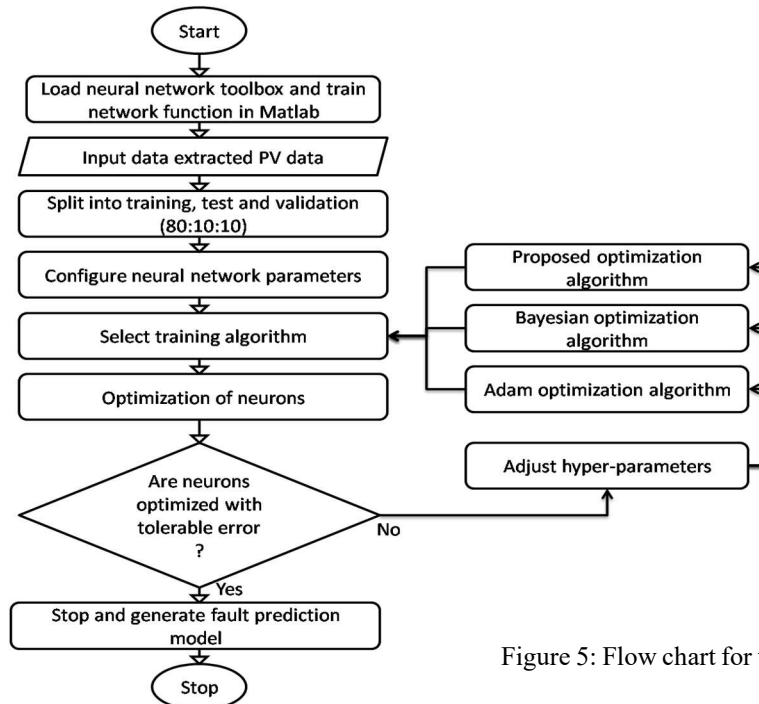 Start
Load neural network toolbox and train
network function in Matlab
Input data extracted PV data
Split into training, test and validation
(80:10:10)
Configure neural network parameters
Select training algorithm
Optimization of neurons
Are neurons
optimized with
tolerable error
?
No
Yes
Stop and generate fault prediction
model
Stop
Proposed optimization
algorithm
Bayesian optimization
algorithm
Adam optimization algorithm
Adjust hyper-parameters
Figure 5: Flow chart for